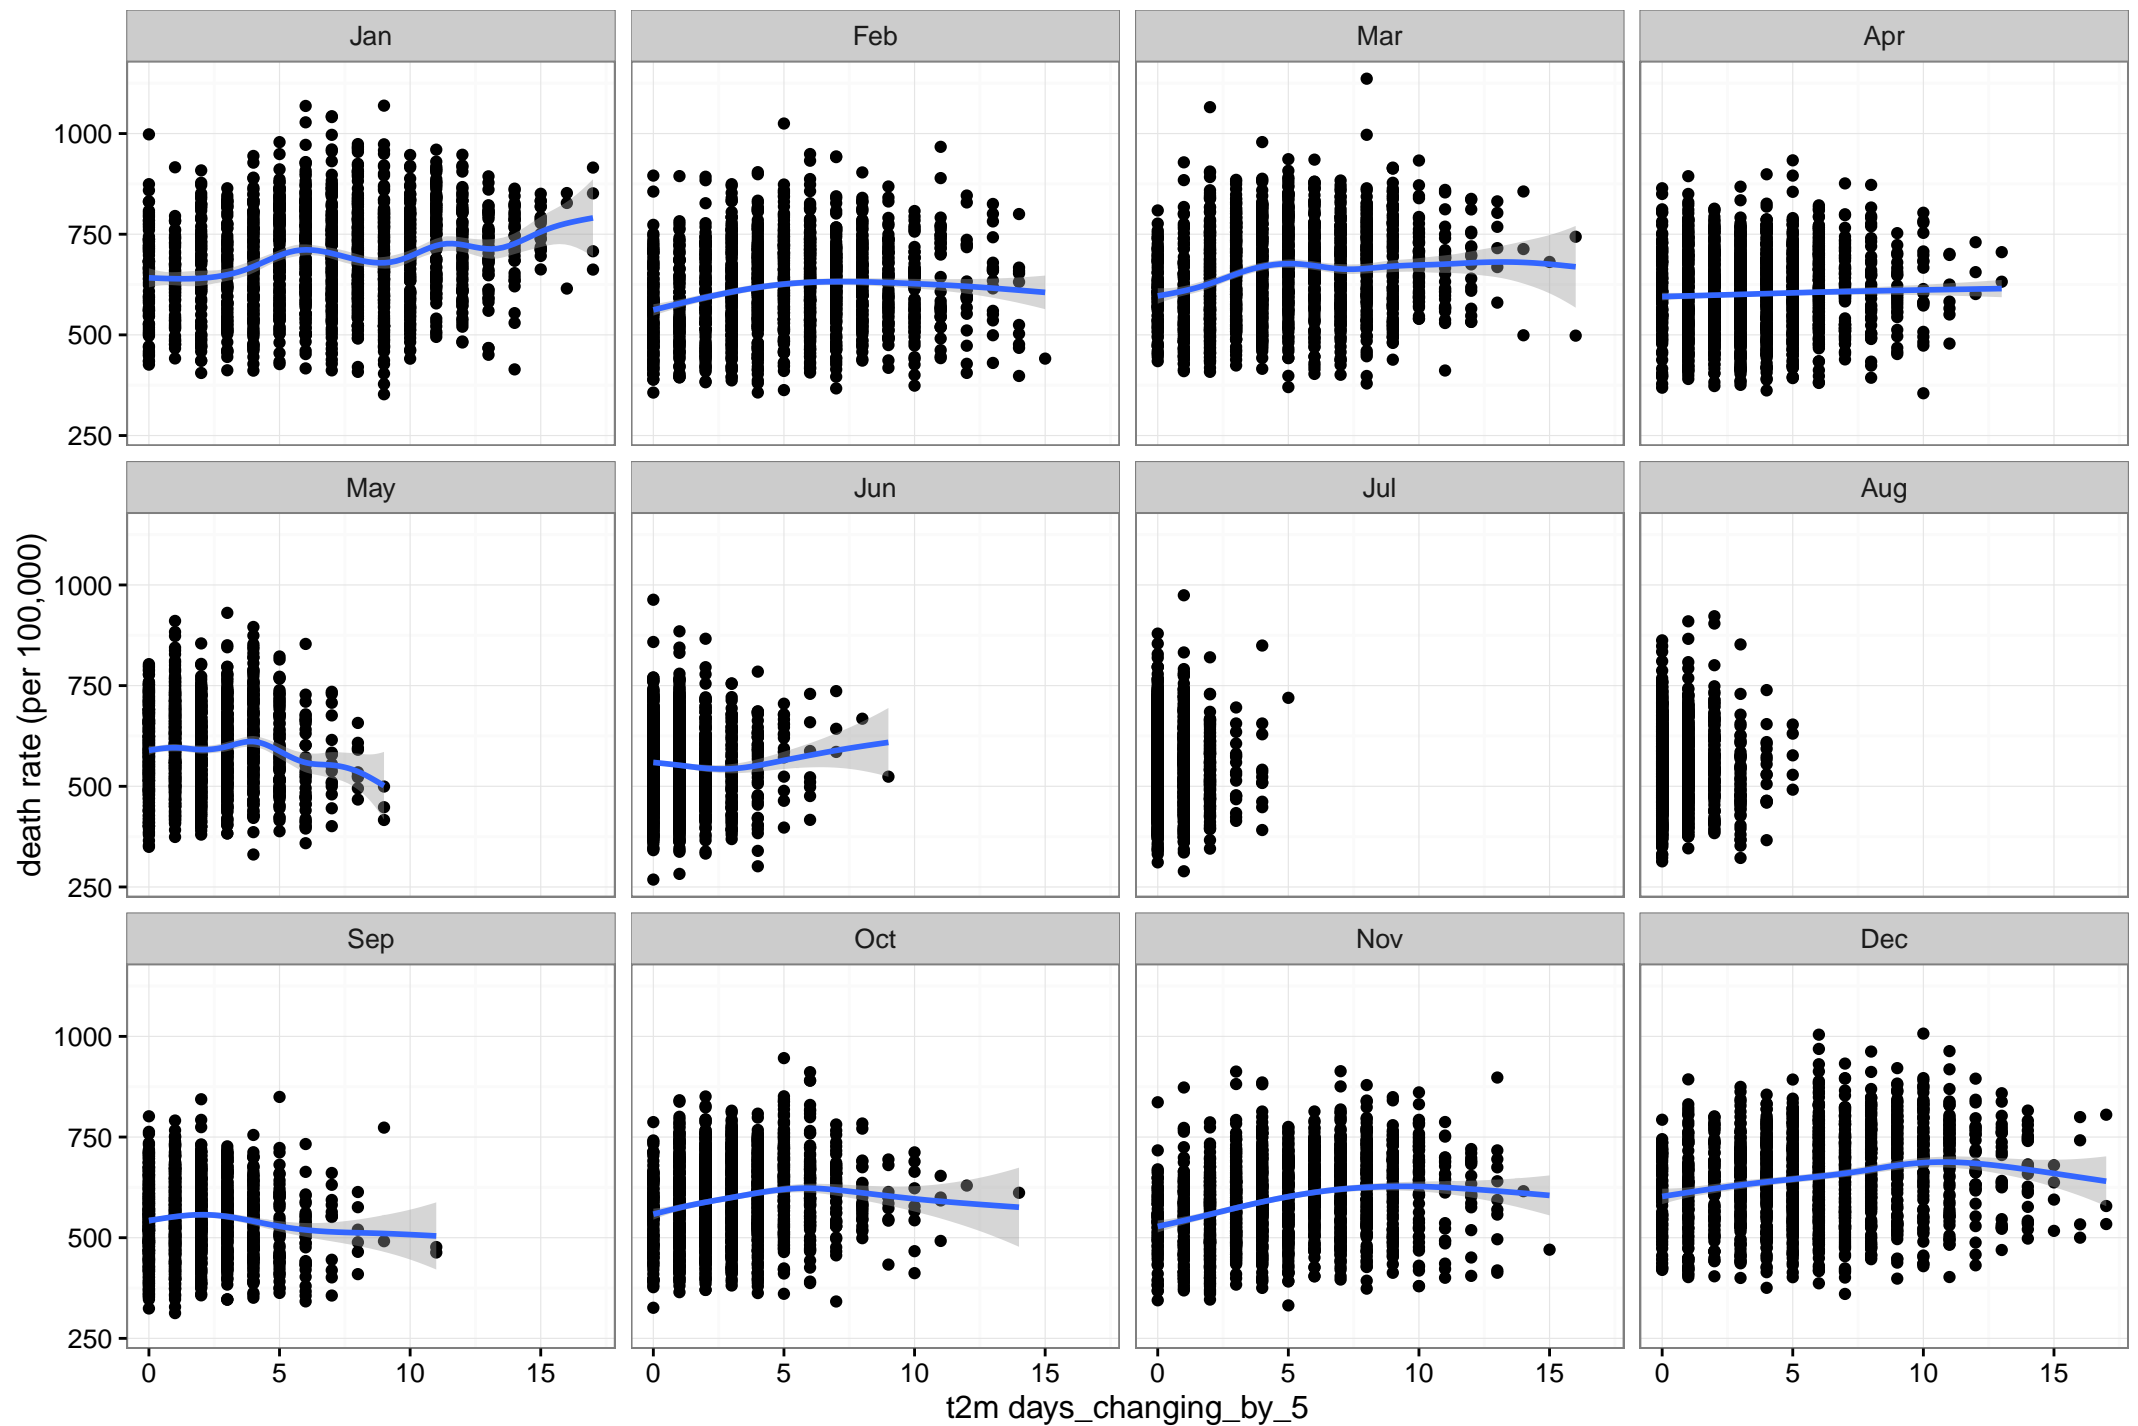 Jan Feb Mar Apr
1000
750
500
250
May Jun Jul Aug
death rate (per 100,000)
1000
750
500
250
Sep Oct Nov Dec
1000
750
500
250
0 5 10 15 0 5 10 15 0 5 10 15 0 5 10 15
t2m days_changing_by_5